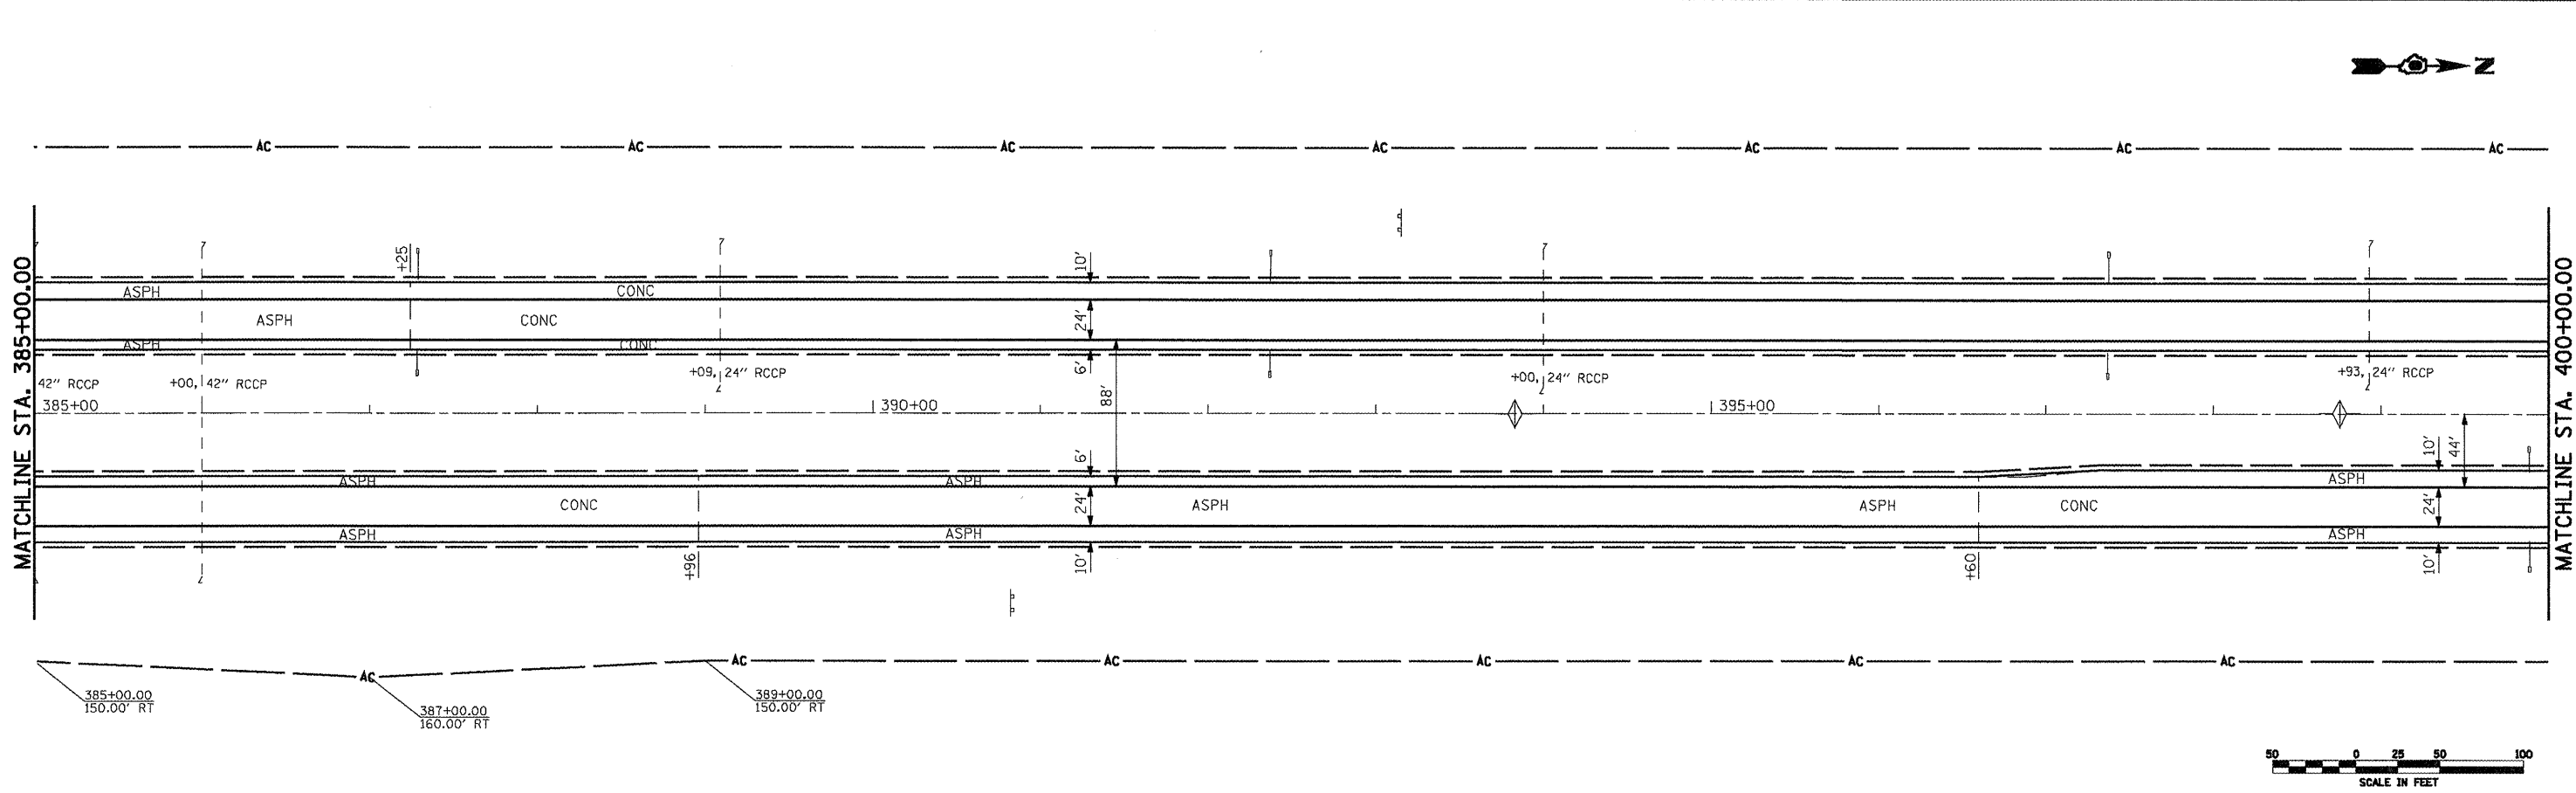 N
AC AC AC AC AC AC AC
MATCHLINE STA. 385+00.00
MATCHLINE STA. 400+00.00
+25
10'
ASPH CONC
ASPH CONC
24'
ASPH CONC
6'
42" RCCP
+00, 42" RCCP
+09, 24" RCCP
+00, 24" RCCP
+93, 24" RCCP
88'
385+00 390+00 395+00
6'
10'
44'
ASPH ASPH ASPH
CONC ASPH ASPH CONC
24'
24'
ASPH ASPH ASPH
+96
10'
+60
10'
AC AC AC AC AC AC
385+00.00
150.00' RT
387+00.00
160.00' RT
389+00.00
150.00' RT
50 0 25 50 100
SCALE IN FEET